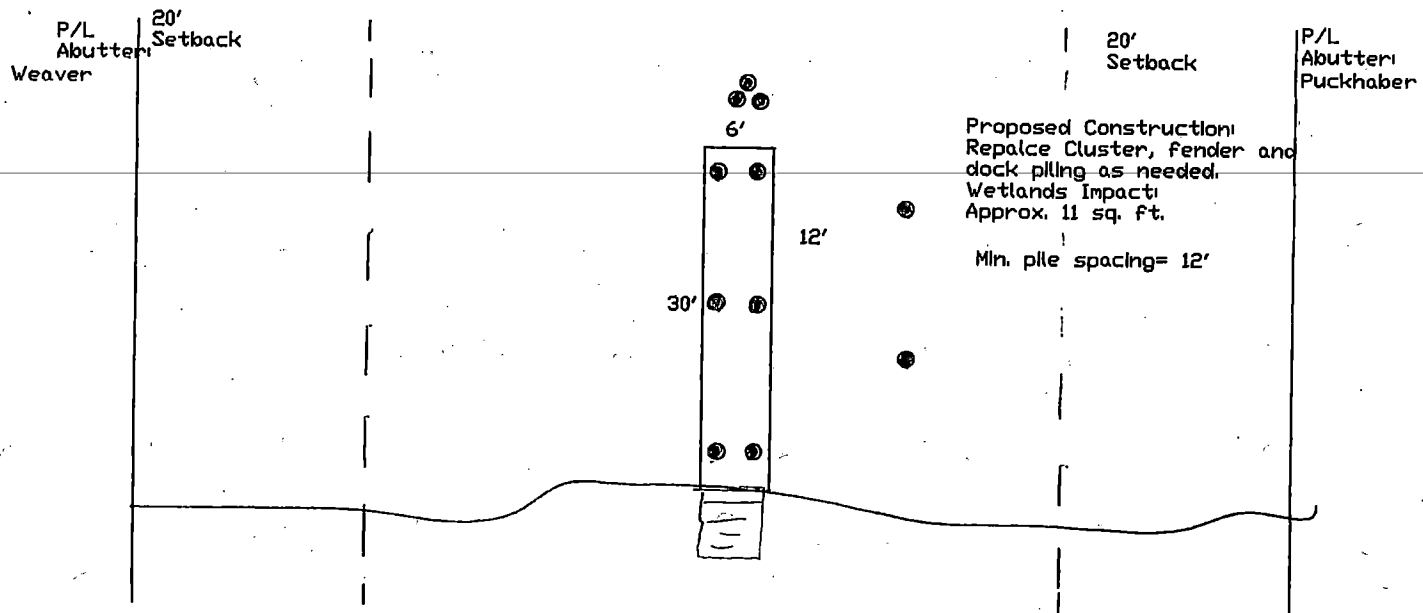 P/L
Abutter:
Weaver
20'
Setback
6'
30'
12'
20'
Setback
P/L
Abutter:
Puckhaber
Proposed Construction:
Repalce Cluster, fender and
dock piling as needed.
Wetlands Impact:
Approx. 11 sq. ft.
Min. pile spacing= 12'